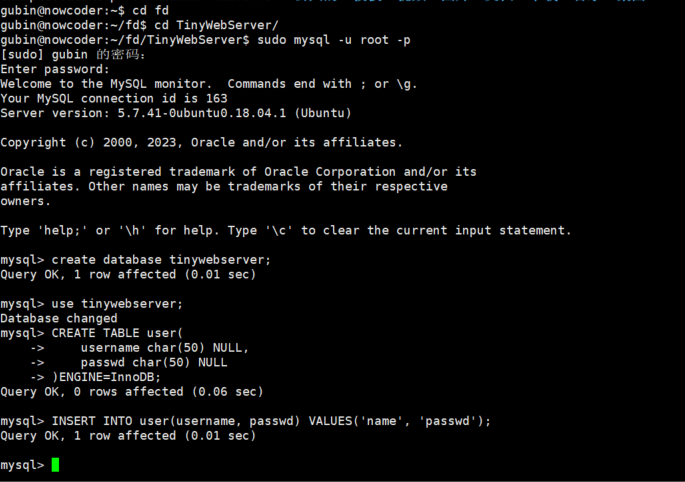 gubin@nowcoder:~$ cd fd
gubin@nowcoder:~/fd$ cd TinyWebServer/
gubin@nowcoder:~/fd/TinyWebServer$ sudo mysql -u root -p
[sudo] gubin 的密码：
Enter password:
Welcome to the MySQL monitor.  Commands end with ; or \g.
Your MySQL connection id is 163
Server version: 5.7.41-0ubuntu0.18.04.1 (Ubuntu)
Copyright (c) 2000, 2023, Oracle and/or its affiliates.
Oracle is a registered trademark of Oracle Corporation and/or its
affiliates. Other names may be trademarks of their respective
owners.
Type 'help;' or '\h' for help. Type '\c' to clear the current input statement.
mysql> create database tinywebserver;
Query OK, 1 row affected (0.01 sec)
mysql> use tinywebserver;
Database changed
mysql> CREATE TABLE user(
    ->     username char(50) NULL,
    ->     passwd char(50) NULL
    -> )ENGINE=InnoDB;
Query OK, 0 rows affected (0.06 sec)
mysql> INSERT INTO user(username, passwd) VALUES('name', 'passwd');
Query OK, 1 row affected (0.01 sec)
mysql>